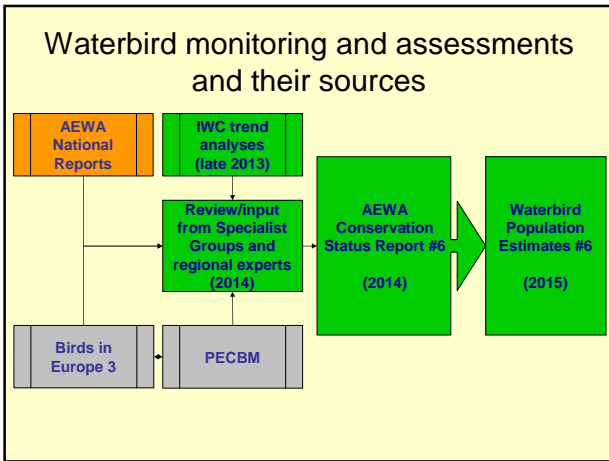 Waterbird monitoring and assessments
and their sources
AEWA
National
Reports
IWC trend
analyses
(late 2013)
Review/input
from Specialist
Groups and
regional experts
(2014)
AEWA
Conservation
Status Report #6
(2014)
Waterbird
Population
Estimates #6
(2015)
Birds in
Europe 3
PECBM